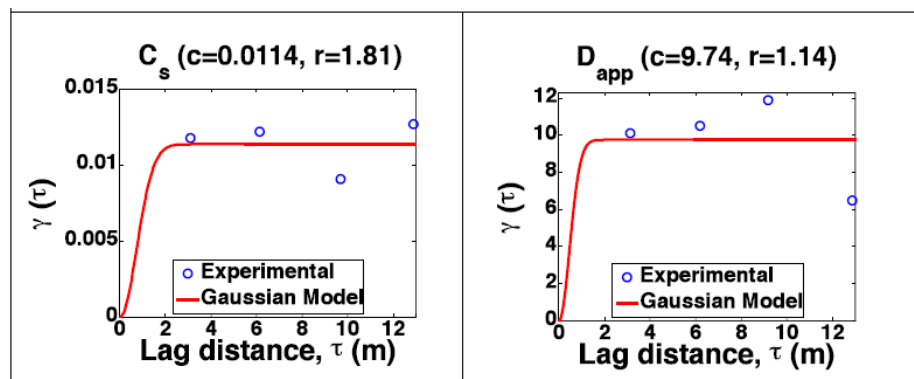 C_s (c=0.0114, r=1.81)
0.015
0.01
0.005
0
γ (τ)
Experimental
Gaussian Model
0 2 4 6 8 10 12
Lag distance, τ (m)
D_app (c=9.74, r=1.14)
12
10
8
6
4
2
0
γ (τ)
Experimental
Gaussian Model
0 2 4 6 8 10 12
Lag distance, τ (m)